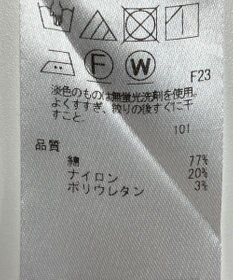 F W F23
淡色のものは無蛍光洗剤を使用。
よくすすぎ、搾りの後すぐに干
すこと。
101
品質
綿 77%
ナイロン 20%
ポリウレタン 3%